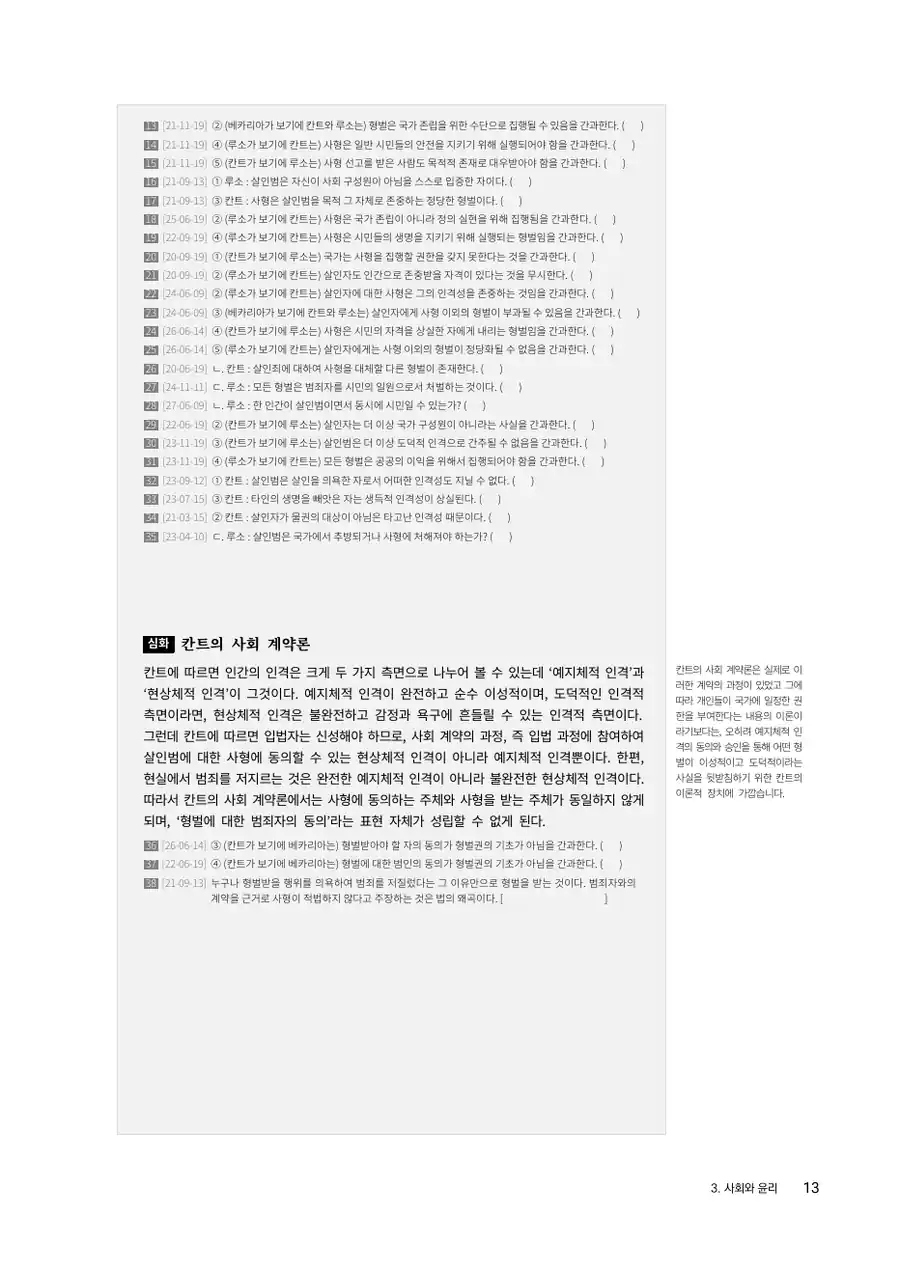 13 [21-11-19] ② (베카리아가 보기에 칸트와 루소는) 형벌은 국가 존립을 위한 수단으로 집행될 수 있음을 간과한다. (      )
14 [21-11-19] ④ (루소가 보기에 칸트는) 사형은 일반 시민들의 안전을 지키기 위해 실행되어야 함을 간과한다. (      )
15 [21-11-19] ⑤ (칸트가 보기에 루소는) 사형 선고를 받은 사람도 목적적 존재로 대우받아야 함을 간과한다. (      )
16 [21-09-13] ① 루소 : 살인범은 자신이 사회 구성원이 아님을 스스로 입증한 자이다. (      )
17 [21-09-13] ③ 칸트 : 사형은 살인범을 목적 그 자체로 존중하는 정당한 형벌이다. (      )
18 [25-06-19] ② (루소가 보기에 칸트는) 사형은 국가 존립이 아니라 정의 실현을 위해 집행됨을 간과한다. (      )
19 [22-09-19] ④ (루소가 보기에 칸트는) 사형은 시민들의 생명을 지키기 위해 실행되는 형벌임을 간과한다. (      )
20 [20-09-19] ① (칸트가 보기에 루소는) 국가는 사형을 집행할 권한을 갖지 못한다는 것을 간과한다. (      )
21 [20-09-19] ② (루소가 보기에 칸트는) 살인자도 인간으로 존중받을 자격이 있다는 것을 무시한다. (      )
22 [24-06-09] ② (루소가 보기에 칸트는) 살인자에 대한 사형은 그의 인격성을 존중하는 것임을 간과한다. (      )
23 [24-06-09] ③ (베카리아가 보기에 칸트와 루소는) 살인자에게 사형 이외의 형벌이 부과될 수 있음을 간과한다. (      )
24 [26-06-14] ④ (칸트가 보기에 루소는) 사형은 시민의 자격을 상실한 자에게 내리는 형벌임을 간과한다. (      )
25 [26-06-14] ⑤ (루소가 보기에 칸트는) 살인자에게는 사형 이외의 형벌이 정당화될 수 없음을 간과한다. (      )
26 [20-06-19] ㄴ. 칸트 : 살인죄에 대하여 사형을 대체할 다른 형벌이 존재한다. (      )
27 [24-11-11] ㄷ. 루소 : 모든 형벌은 범죄자를 시민의 일원으로서 처벌하는 것이다. (      )
28 [27-06-09] ㄴ. 루소 : 한 인간이 살인범이면서 동시에 시민일 수 있는가? (      )
29 [22-06-19] ② (칸트가 보기에 루소는) 살인자는 더 이상 국가 구성원이 아니라는 사실을 간과한다. (      )
30 [23-11-19] ③ (칸트가 보기에 루소는) 살인범은 더 이상 도덕적 인격으로 간주될 수 없음을 간과한다. (      )
31 [23-11-19] ④ (루소가 보기에 칸트는) 모든 형벌은 공공의 이익을 위해서 집행되어야 함을 간과한다. (      )
32 [23-09-12] ① 칸트 : 살인범은 살인을 의욕한 자로서 어떠한 인격성도 지닐 수 없다. (      )
33 [23-07-15] ③ 칸트 : 타인의 생명을 빼앗은 자는 생득적 인격성이 상실된다. (      )
34 [21-03-15] ② 칸트 : 살인자가 물권의 대상이 아님은 타고난 인격성 때문이다. (      )
35 [23-04-10] ㄷ. 루소 : 살인범은 국가에서 추방되거나 사형에 처해져야 하는가? (      )
심화 칸트의 사회 계약론
칸트에 따르면 인간의 인격은 크게 두 가지 측면으로 나누어 볼 수 있는데 ‘예지체적 인격’과
‘현상체적 인격’이 그것이다. 예지체적 인격이 완전하고 순수 이성적이며, 도덕적인 인격적
측면이라면, 현상체적 인격은 불완전하고 감정과 욕구에 흔들릴 수 있는 인격적 측면이다.
그런데 칸트에 따르면 입법자는 신성해야 하므로, 사회 계약의 과정, 즉 입법 과정에 참여하여
살인범에 대한 사형에 동의할 수 있는 현상체적 인격이 아니라 예지체적 인격뿐이다. 한편,
현실에서 범죄를 저지르는 것은 완전한 예지체적 인격이 아니라 불완전한 현상체적 인격이다.
따라서 칸트의 사회 계약론에서는 사형에 동의하는 주체와 사형을 받는 주체가 동일하지 않게
되며, ‘형벌에 대한 범죄자의 동의’라는 표현 자체가 성립할 수 없게 된다.
칸트의 사회 계약론은 실제로 이
러한 계약의 과정이 있었고 그에
따라 개인들이 국가에 일정한 권
한을 부여한다는 내용의 이론이
라기보다는, 오히려 예지체적 인
격의 동의와 승인을 통해 어떤 형
벌이 이성적이고 도덕적이라는
사실을 뒷받침하기 위한 칸트의
이론적 장치에 가깝습니다.
36 [26-06-14] ③ (칸트가 보기에 베카리아는) 형벌받아야 할 자의 동의가 형벌권의 기초가 아님을 간과한다. (      )
37 [22-06-19] ④ (칸트가 보기에 베카리아는) 형벌에 대한 범인의 동의가 형벌권의 기초가 아님을 간과한다. (      )
38 [21-09-13] 누구나 형벌받을 행위를 의욕하여 범죄를 저질렀다는 그 이유만으로 형벌을 받는 것이다. 범죄자와의
계약을 근거로 사형이 적법하지 않다고 주장하는 것은 법의 왜곡이다. [                    ]
3. 사회와 윤리 13